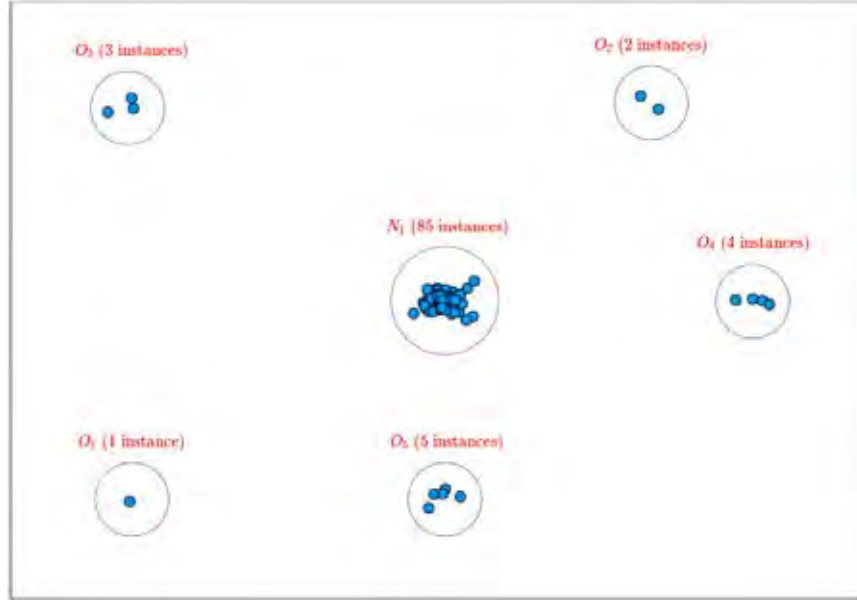 O₃ (3 instances)
O₂ (2 instances)
N₁ (85 instances)
O₄ (4 instances)
O₁ (1 instance)
O₅ (5 instances)